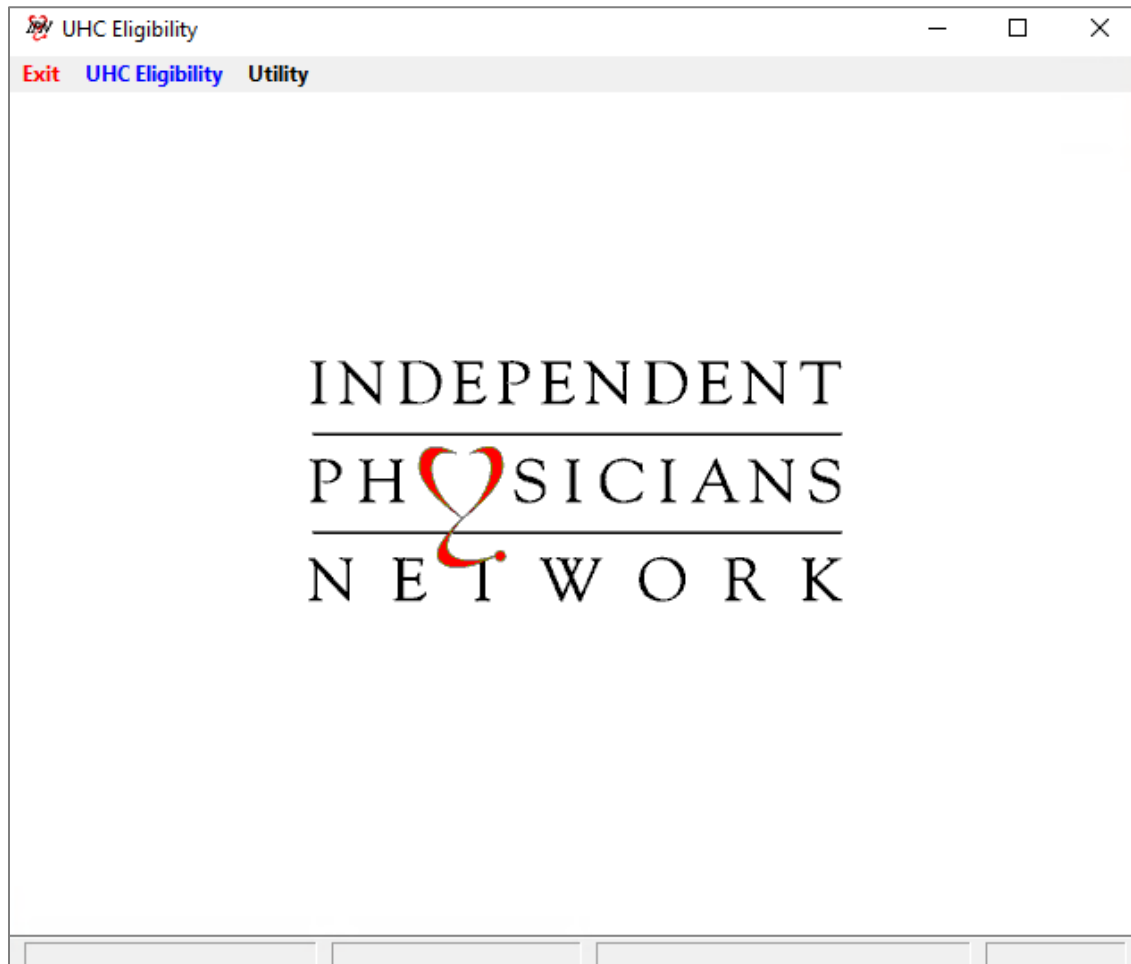 UHC Eligibility
Exit UHC Eligibility Utility
INDEPENDENT
PHYSICIANS
NETWORK